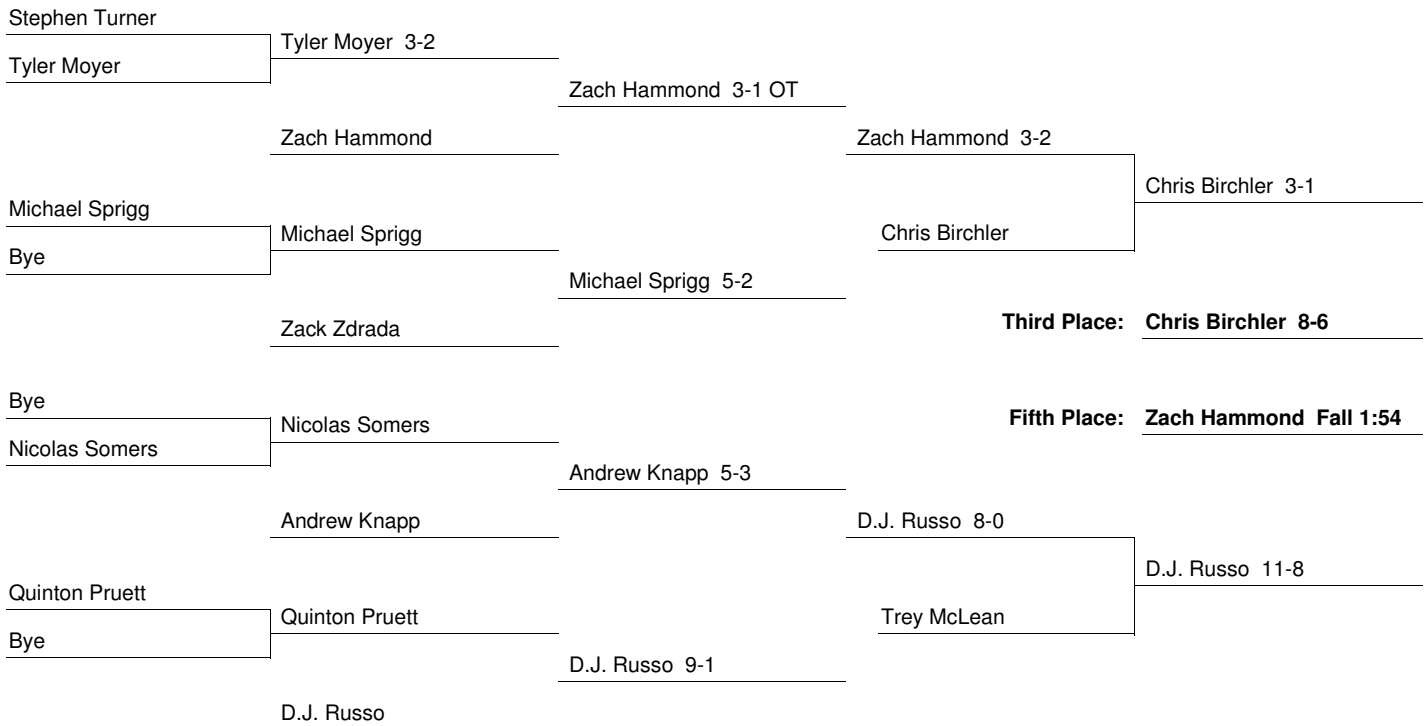 Stephen Turner
Tyler Moyer 3-2
Tyler Moyer
Zach Hammond 3-1 OT
Zach Hammond
Zach Hammond 3-2
Chris Birchler 3-1
Michael Sprigg
Michael Sprigg
Chris Birchler
Bye
Michael Sprigg 5-2
Zack Zdrada
Third Place: Chris Birchler 8-6
Bye
Nicolas Somers
Fifth Place: Zach Hammond Fall 1:54
Nicolas Somers
Andrew Knapp 5-3
Andrew Knapp
D.J. Russo 8-0
D.J. Russo 11-8
Quinton Pruett
Quinton Pruett
Trey McLean
Bye
D.J. Russo 9-1
D.J. Russo